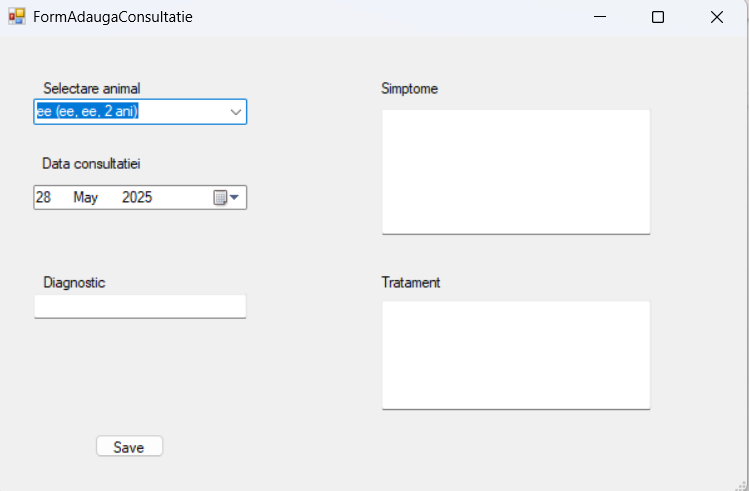 FormAdaugaConsultatie
Selectare animal
ee (ee, ee, 2 ani)
Data consultatiei
28 May 2025
Diagnostic
Save
Simptome
Tratament